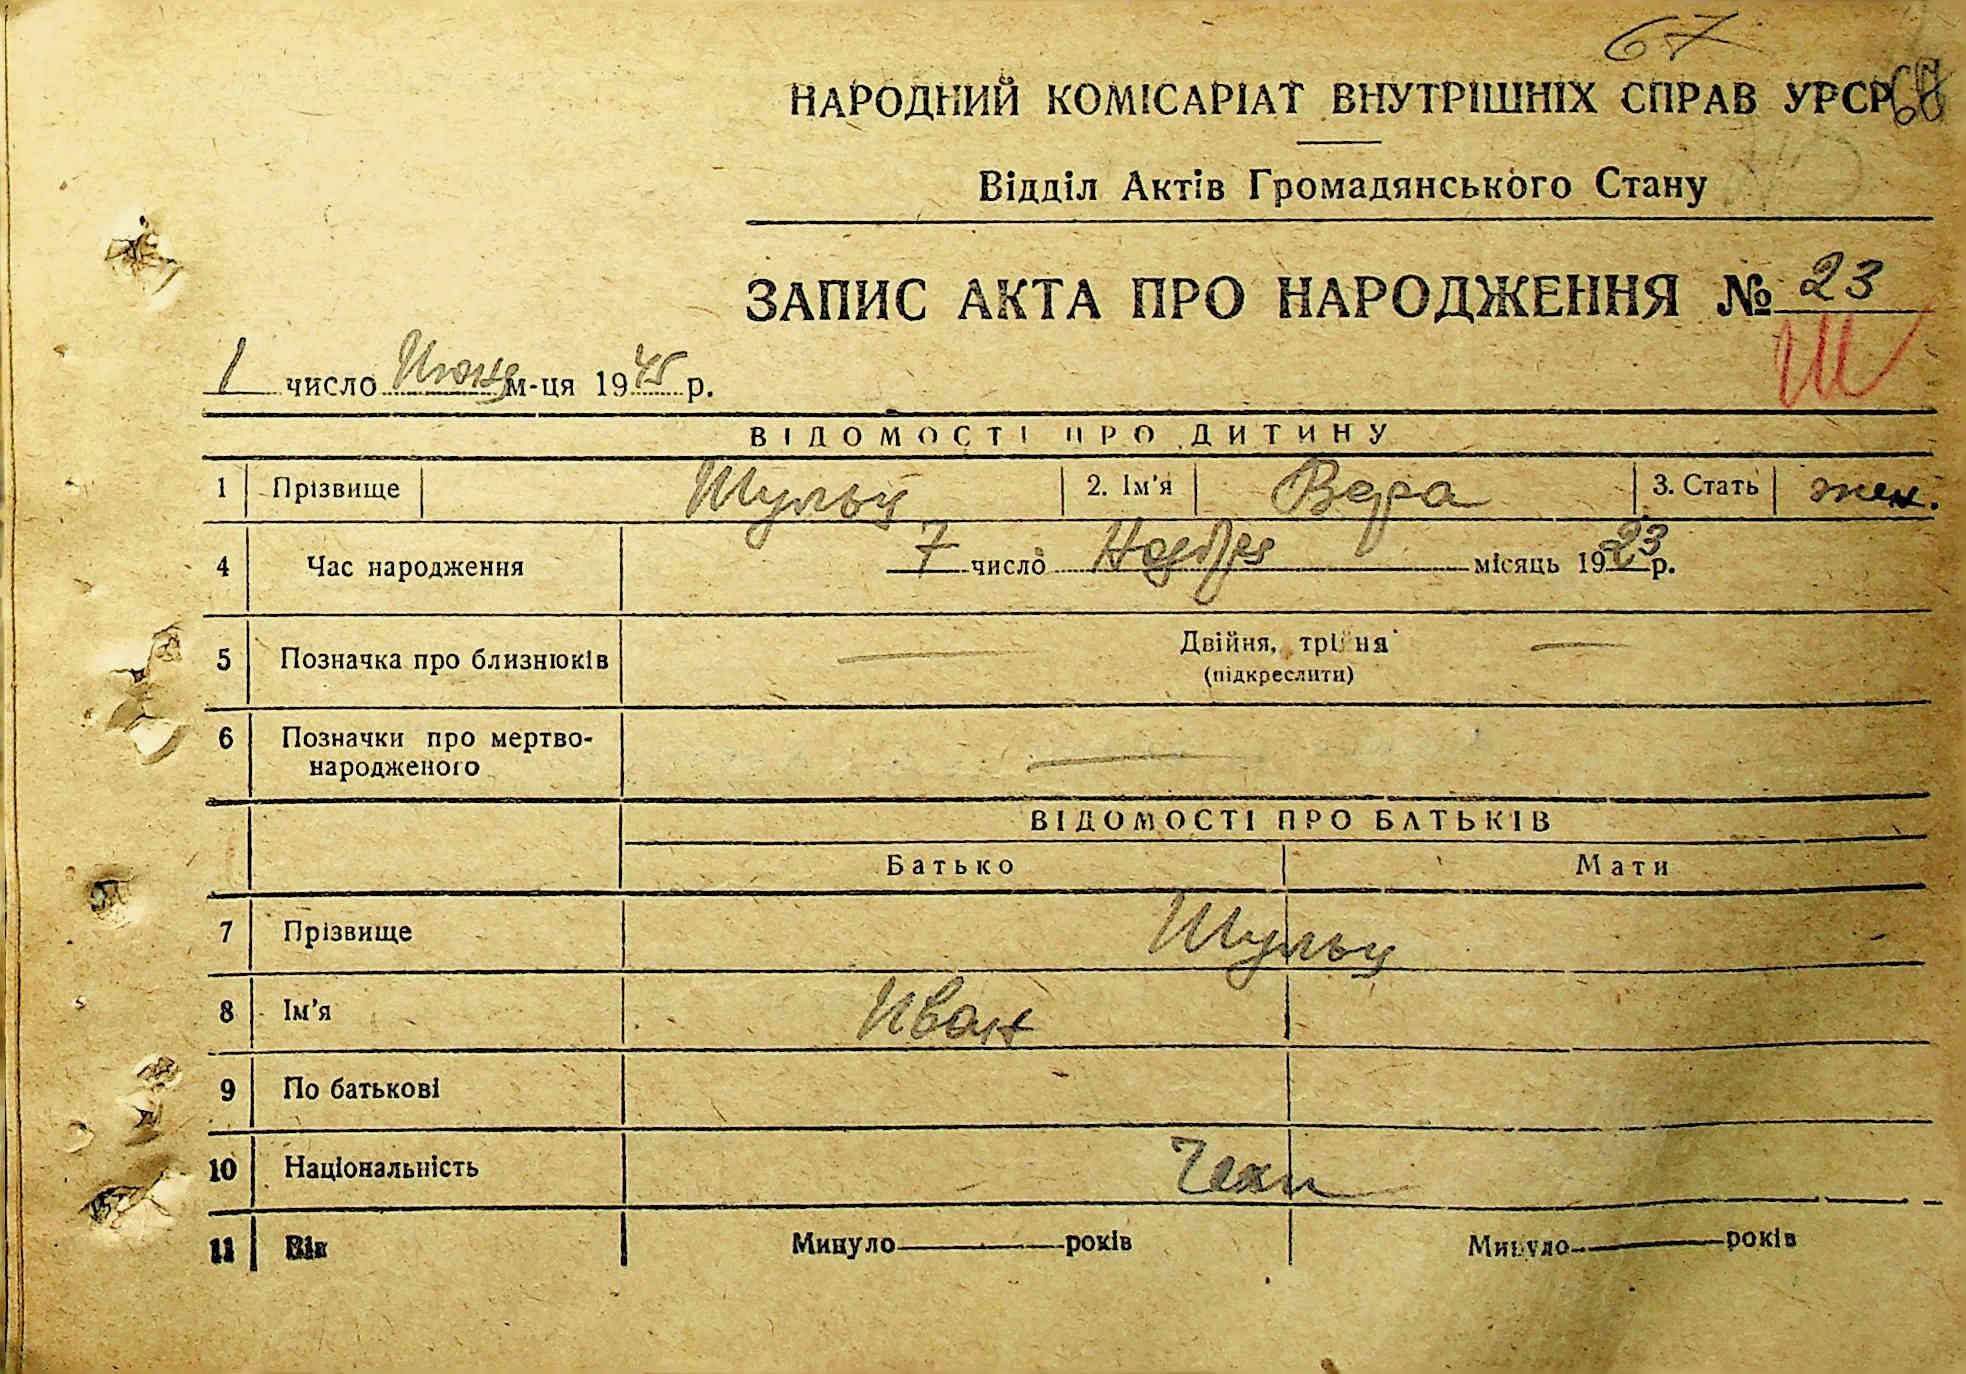 67
НАРОДНИЙ КОМІСАРІАТ ВНУТРІШНІХ СПРАВ УРСР
Відділ Актів Громадянського Стану
ЗАПИС АКТА ПРО НАРОДЖЕННЯ № 23
Ш
1 число Июня м-ця 1945 р.
ВІДОМОСТІ ПРО ДИТИНУ
1 Прізвище Шульц 2. Ім'я Вера 3. Стать жен.
4 Час народження 7 число Ноября місяць 1923 р.
5 Позначка про близнюків — Двійня, трійня —
(підкреслити)
6 Позначки про мертво-
народженого —
ВІДОМОСТІ ПРО БАТЬКІВ
Батько Мати
7 Прізвище Шульц
8 Ім'я Иван
9 По батькові
10 Національність Чехи
11 Вік Минуло — років Минуло — років